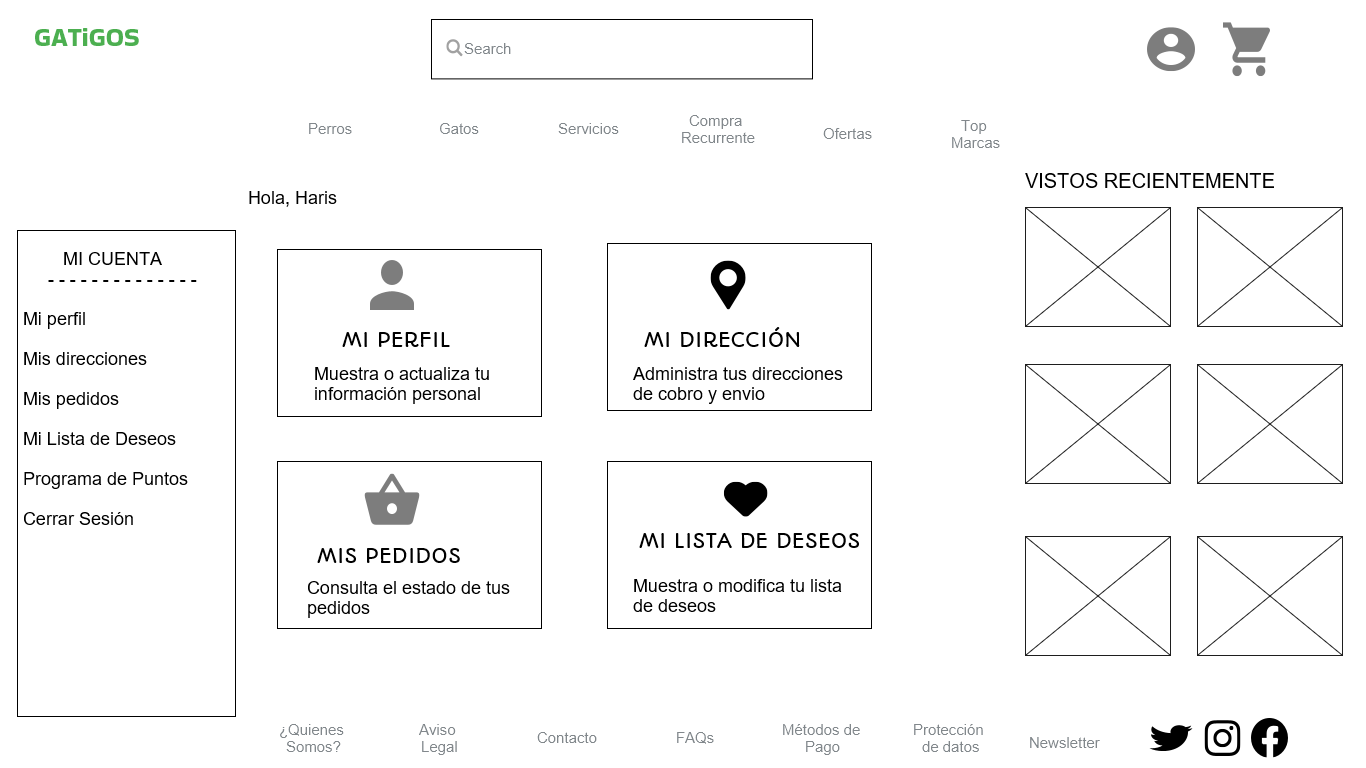 GATiGOS
Search
Perros
Gatos
Servicios
Compra
Recurrente
Ofertas
Top
Marcas
Hola, Haris
VISTOS RECIENTEMENTE
MI CUENTA
- - - - - - - - - - - - - -
Mi perfil
Mis direcciones
Mis pedidos
Mi Lista de Deseos
Programa de Puntos
Cerrar Sesión
MI PERFIL
Muestra o actualiza tu
información personal
MI DIRECCIÓN
Administra tus direcciones
de cobro y envio
MIS PEDIDOS
Consulta el estado de tus
pedidos
MI LISTA DE DESEOS
Muestra o modifica tu lista
de deseos
¿Quienes
Somos?
Aviso
Legal
Contacto
FAQs
Métodos de
Pago
Protección
de datos
Newsletter